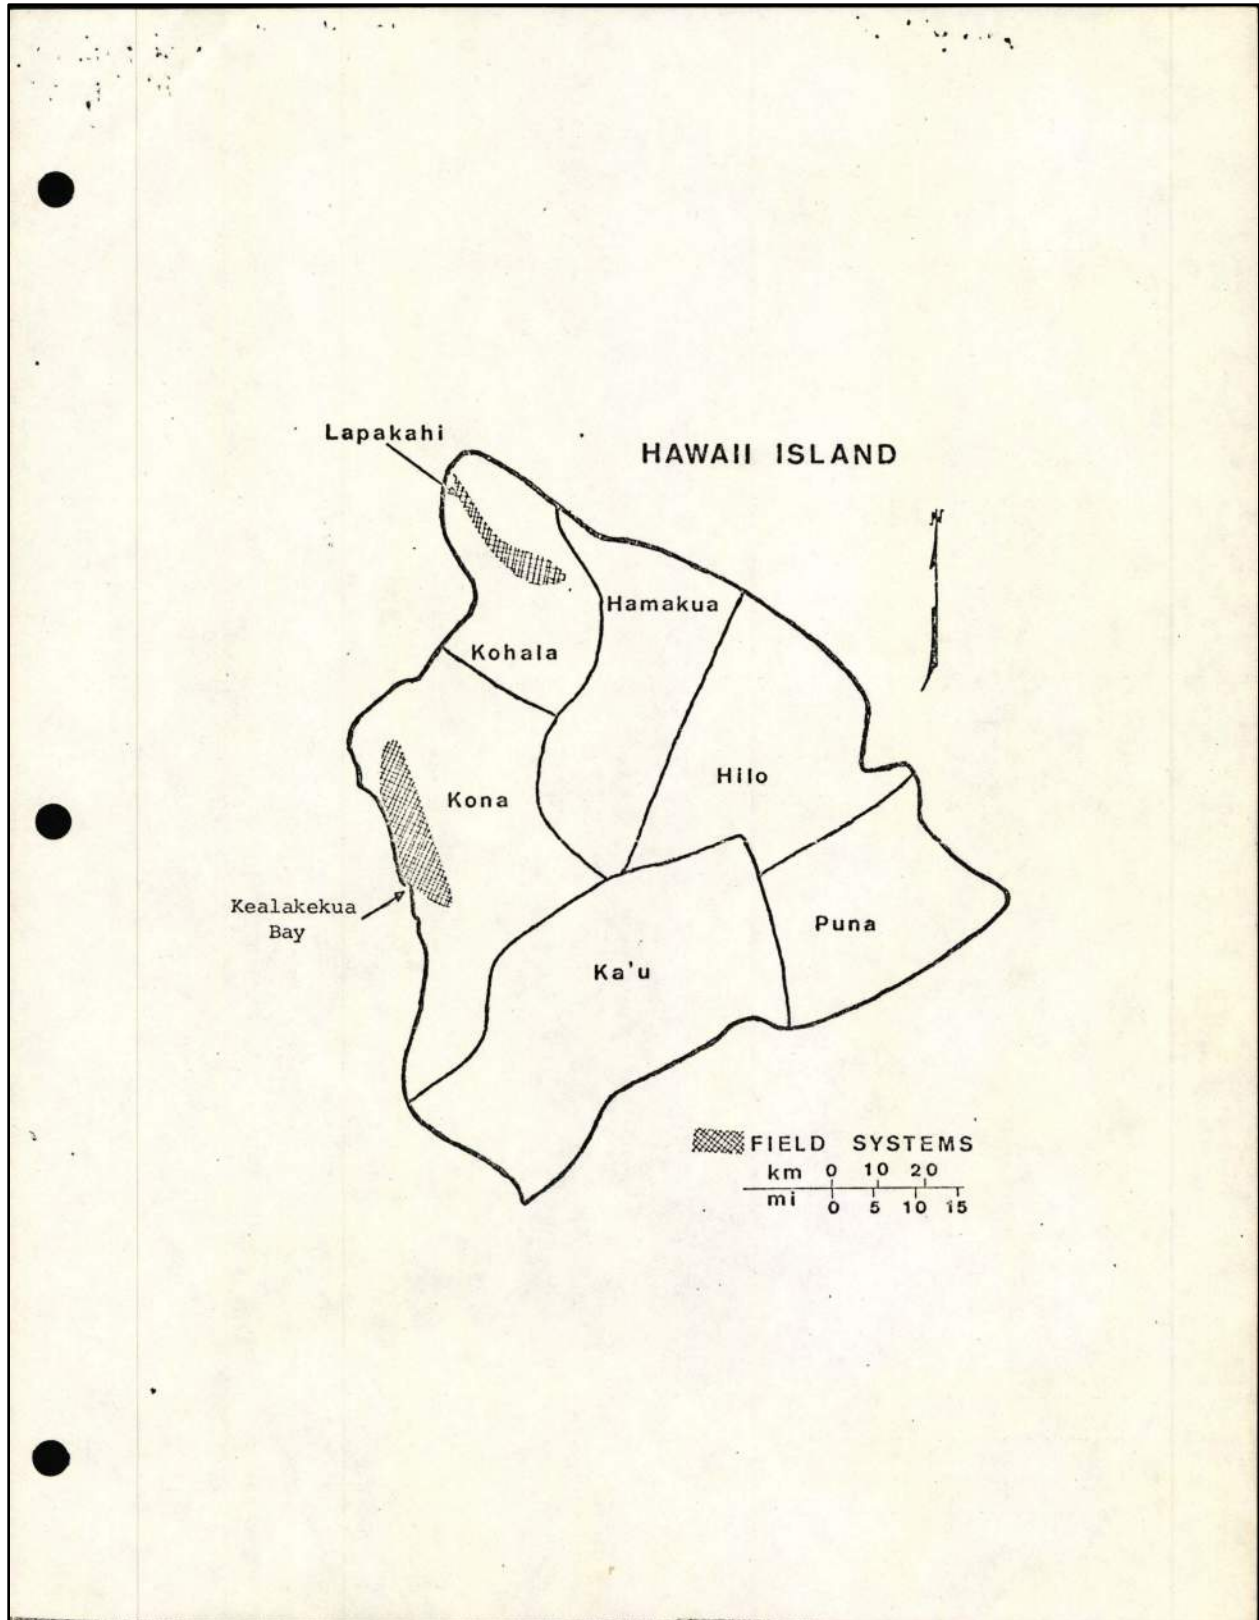 Lapakahi
HAWAII ISLAND
N
Hamakua
Kohala
Hilo
Kona
Kealakekua
Bay
Puna
Ka'u
FIELD SYSTEMS
km 0 10 20
mi 0 5 10 15